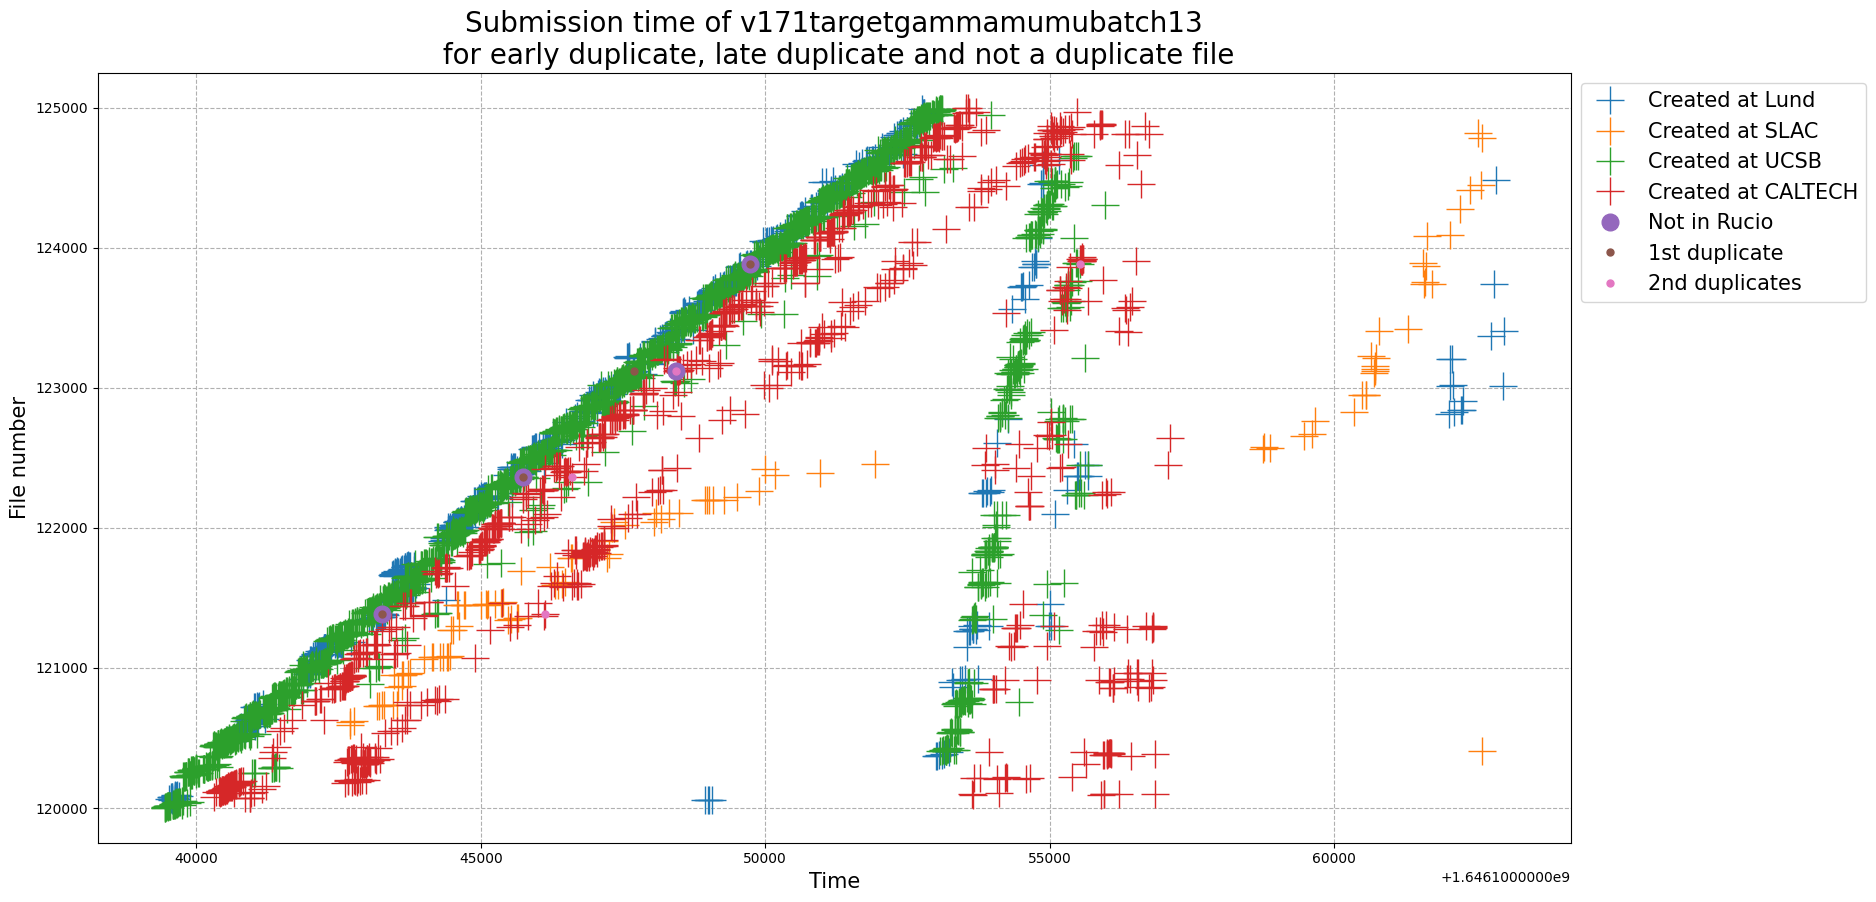 Submission time of v171targetgammamumubatch13
for early duplicate, late duplicate and not a duplicate file
Created at Lund
Created at SLAC
Created at UCSB
Created at CALTECH
Not in Rucio
1st duplicate
2nd duplicates
File number
125000
124000
123000
122000
121000
120000
40000 45000 50000 55000 60000
Time
+1.6461000000e9